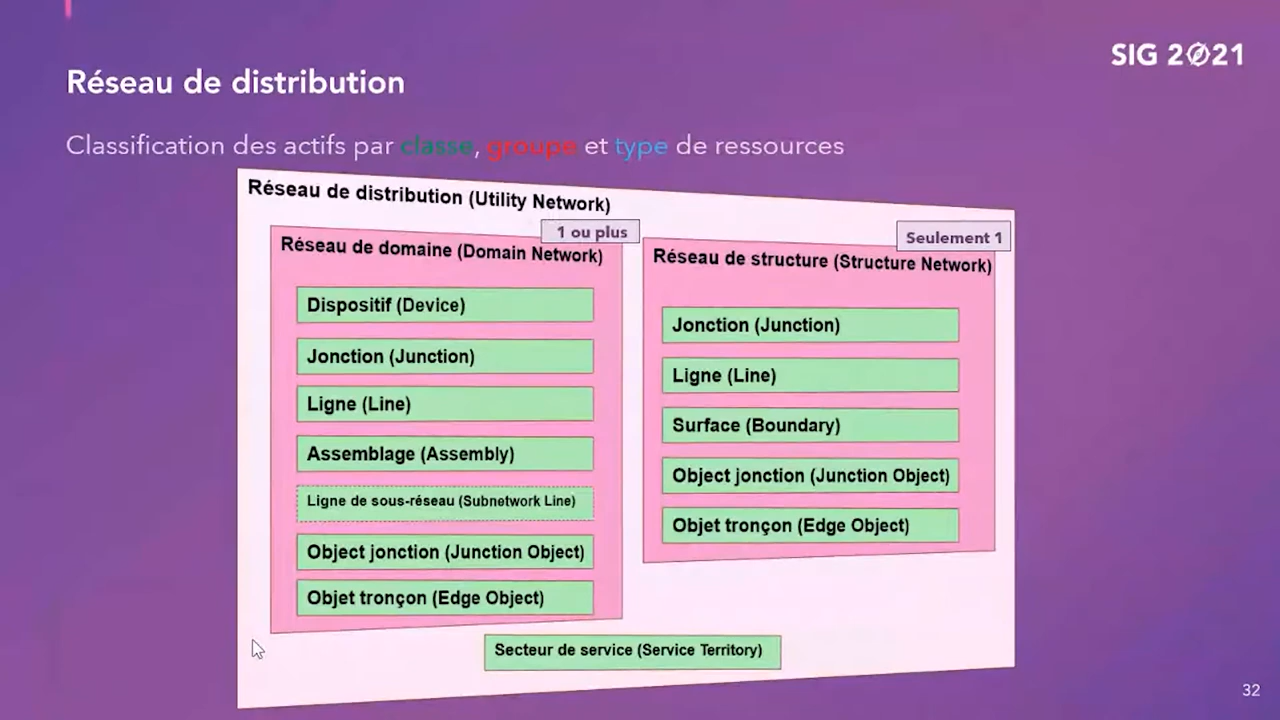 SIG 2021
Réseau de distribution
Classification des actifs par classe, groupe et type de ressources
Réseau de distribution (Utility Network)
1 ou plus
Réseau de domaine (Domain Network)
Dispositif (Device)
Jonction (Junction)
Ligne (Line)
Assemblage (Assembly)
Ligne de sous-réseau (Subnetwork Line)
Object jonction (Junction Object)
Objet tronçon (Edge Object)
Seulement 1
Réseau de structure (Structure Network)
Jonction (Junction)
Ligne (Line)
Surface (Boundary)
Object jonction (Junction Object)
Objet tronçon (Edge Object)
Secteur de service (Service Territory)
32